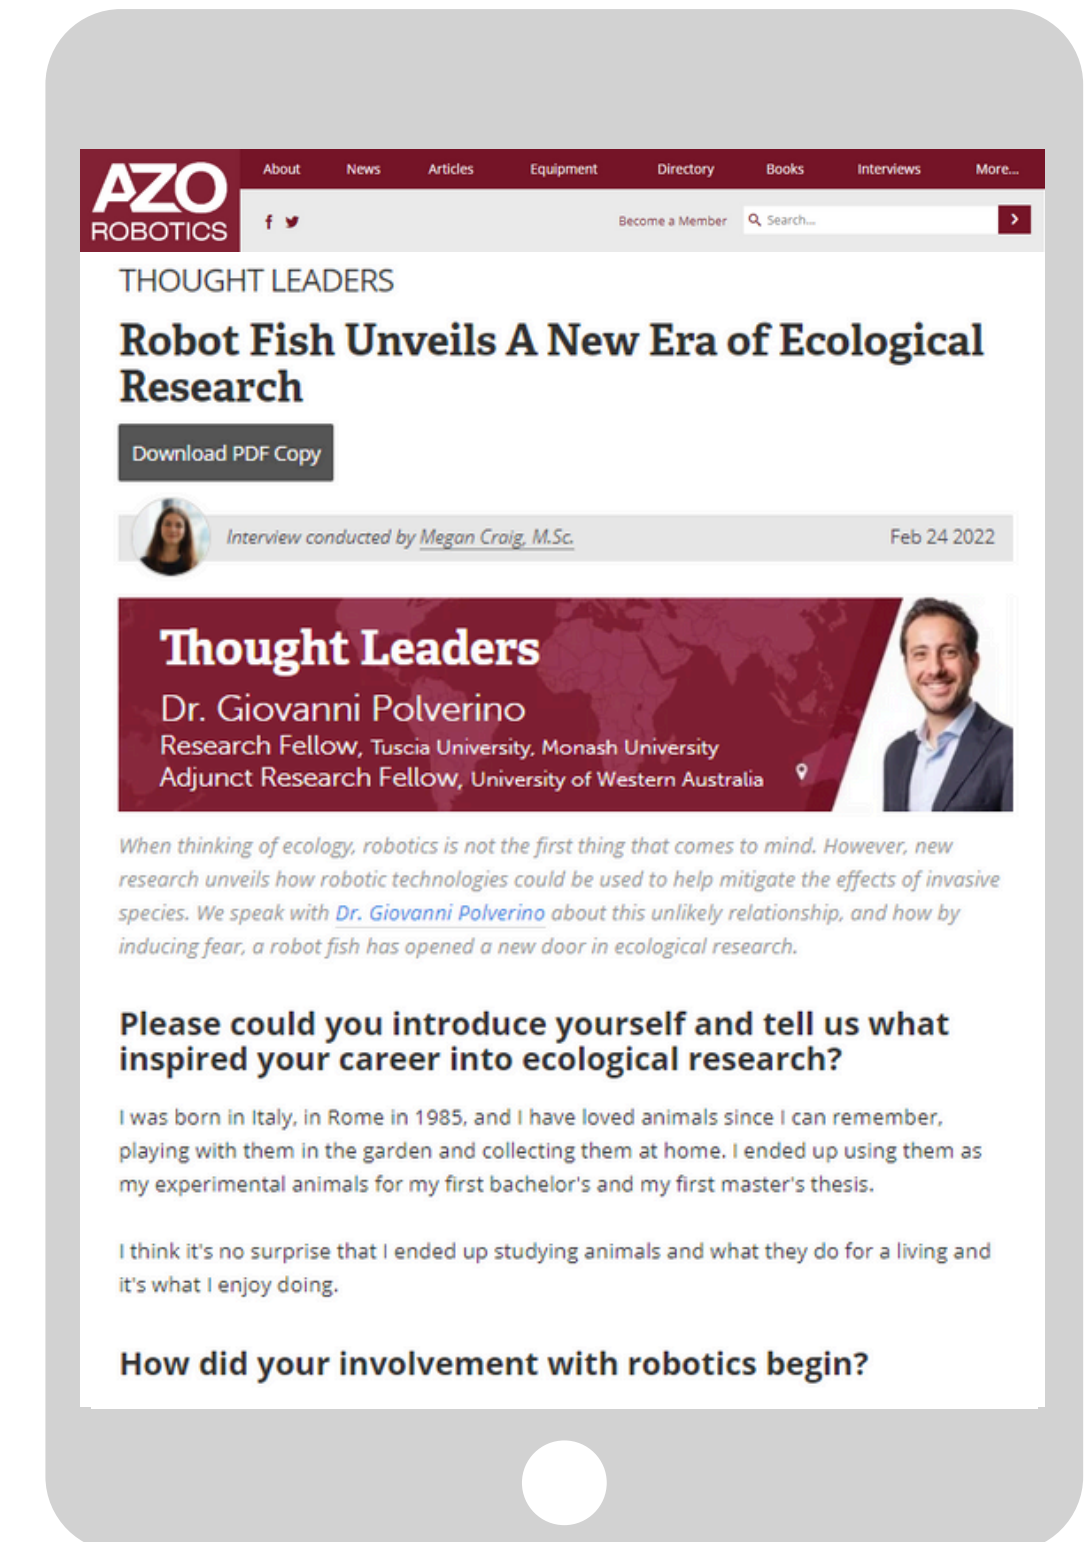 AZO
ROBOTICS
About News Articles Equipment Directory Books Interviews More...
Become a Member Search...
THOUGHT LEADERS
Robot Fish Unveils A New Era of Ecological
Research
Download PDF Copy
Interview conducted by Megan Craig, M.Sc. Feb 24 2022
Thought Leaders
Dr. Giovanni Polverino
Research Fellow, Tuscia University, Monash University
Adjunct Research Fellow, University of Western Australia
When thinking of ecology, robotics is not the first thing that comes to mind. However, new
research unveils how robotic technologies could be used to help mitigate the effects of invasive
species. We speak with Dr. Giovanni Polverino about this unlikely relationship, and how by
inducing fear, a robot fish has opened a new door in ecological research.
Please could you introduce yourself and tell us what
inspired your career into ecological research?
I was born in Italy, in Rome in 1985, and I have loved animals since I can remember,
playing with them in the garden and collecting them at home. I ended up using them as
my experimental animals for my first bachelor's and my first master's thesis.
I think it's no surprise that I ended up studying animals and what they do for a living and
it's what I enjoy doing.
How did your involvement with robotics begin?